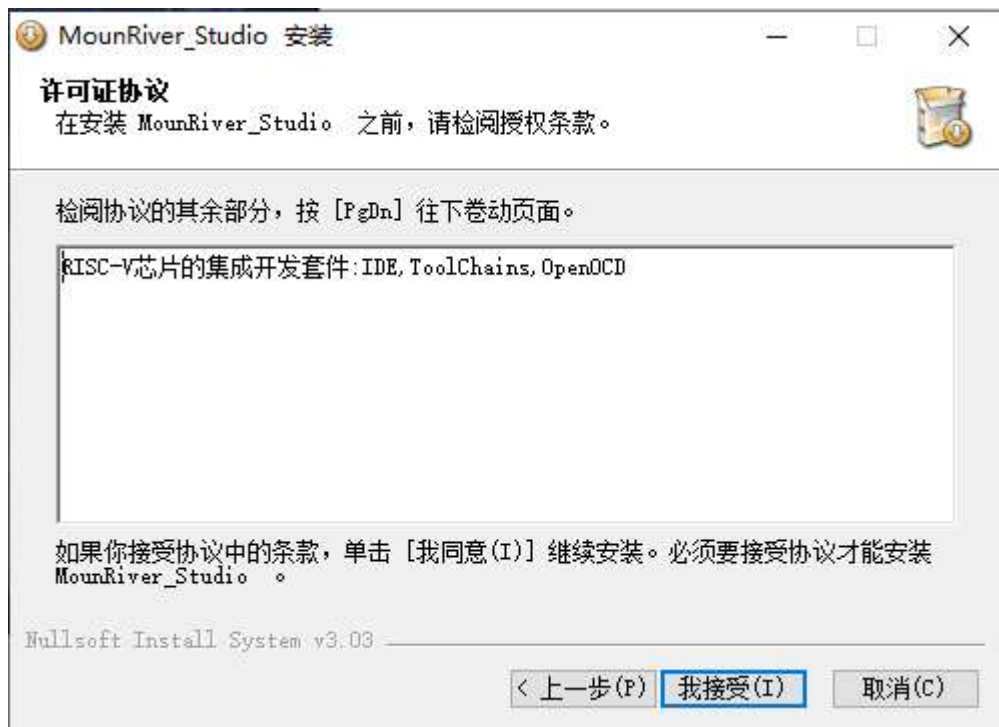 MounRiver_Studio 安装
许可证协议
在安装 MounRiver_Studio 之前，请检阅授权条款。
检阅协议的其余部分，按 [PgDn] 往下卷动页面。
RISC-V芯片的集成开发套件:IDE,ToolChains,OpenOCD
如果你接受协议中的条款，单击 [我同意(I)] 继续安装。必须要接受协议才能安装
MounRiver_Studio 。
Nullsoft Install System v3.03
< 上一步(P) 我接受(I) 取消(C)